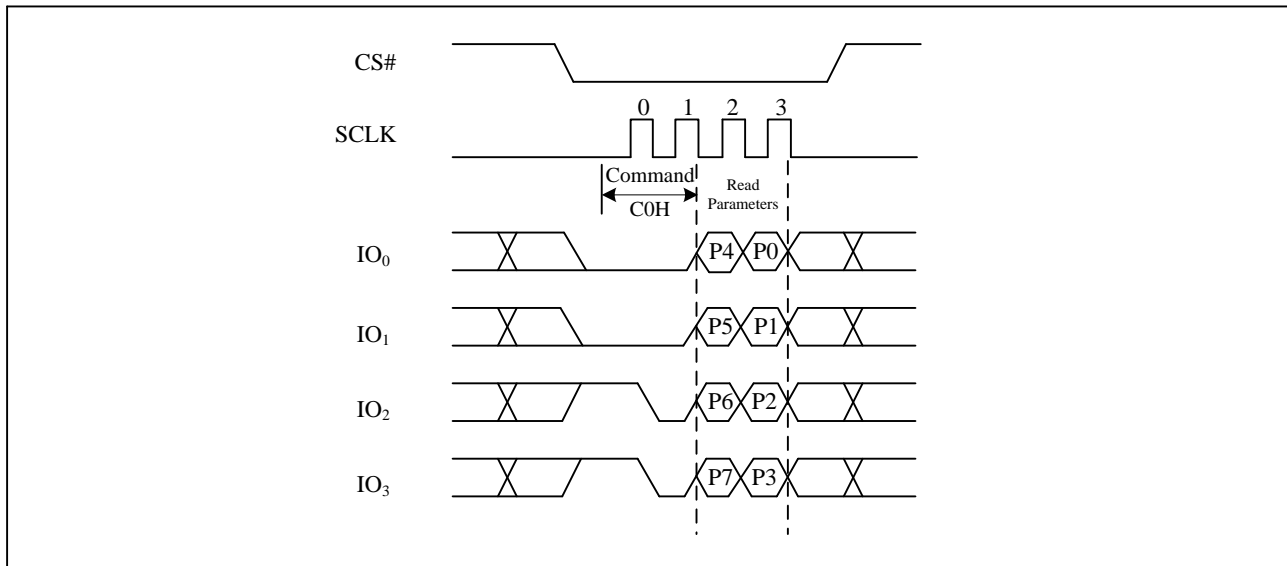 CS#
0 1 2 3
SCLK
Command Read
C0H Parameters
IO₀ P4 P0
IO₁ P5 P1
IO₂ P6 P2
IO₃ P7 P3